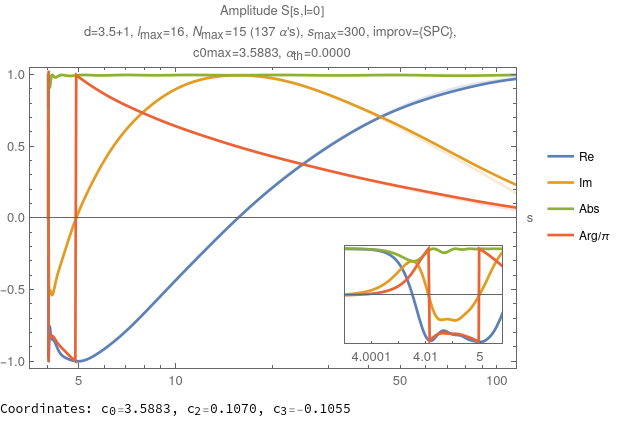 Amplitude S[s,l=0]
d=3.5+1, lmax=16, Nmax=15 (137 α's), smax=300, improv={SPC},
c0max=3.5883, αth=0.0000
1.0
0.5
0.0
−0.5
−1.0
5
10
50
100
s
4.0001
4.01
5
Re
Im
Abs
Arg/π
Coordinates: c0=3.5883, c2=0.1070, c3=-0.1055